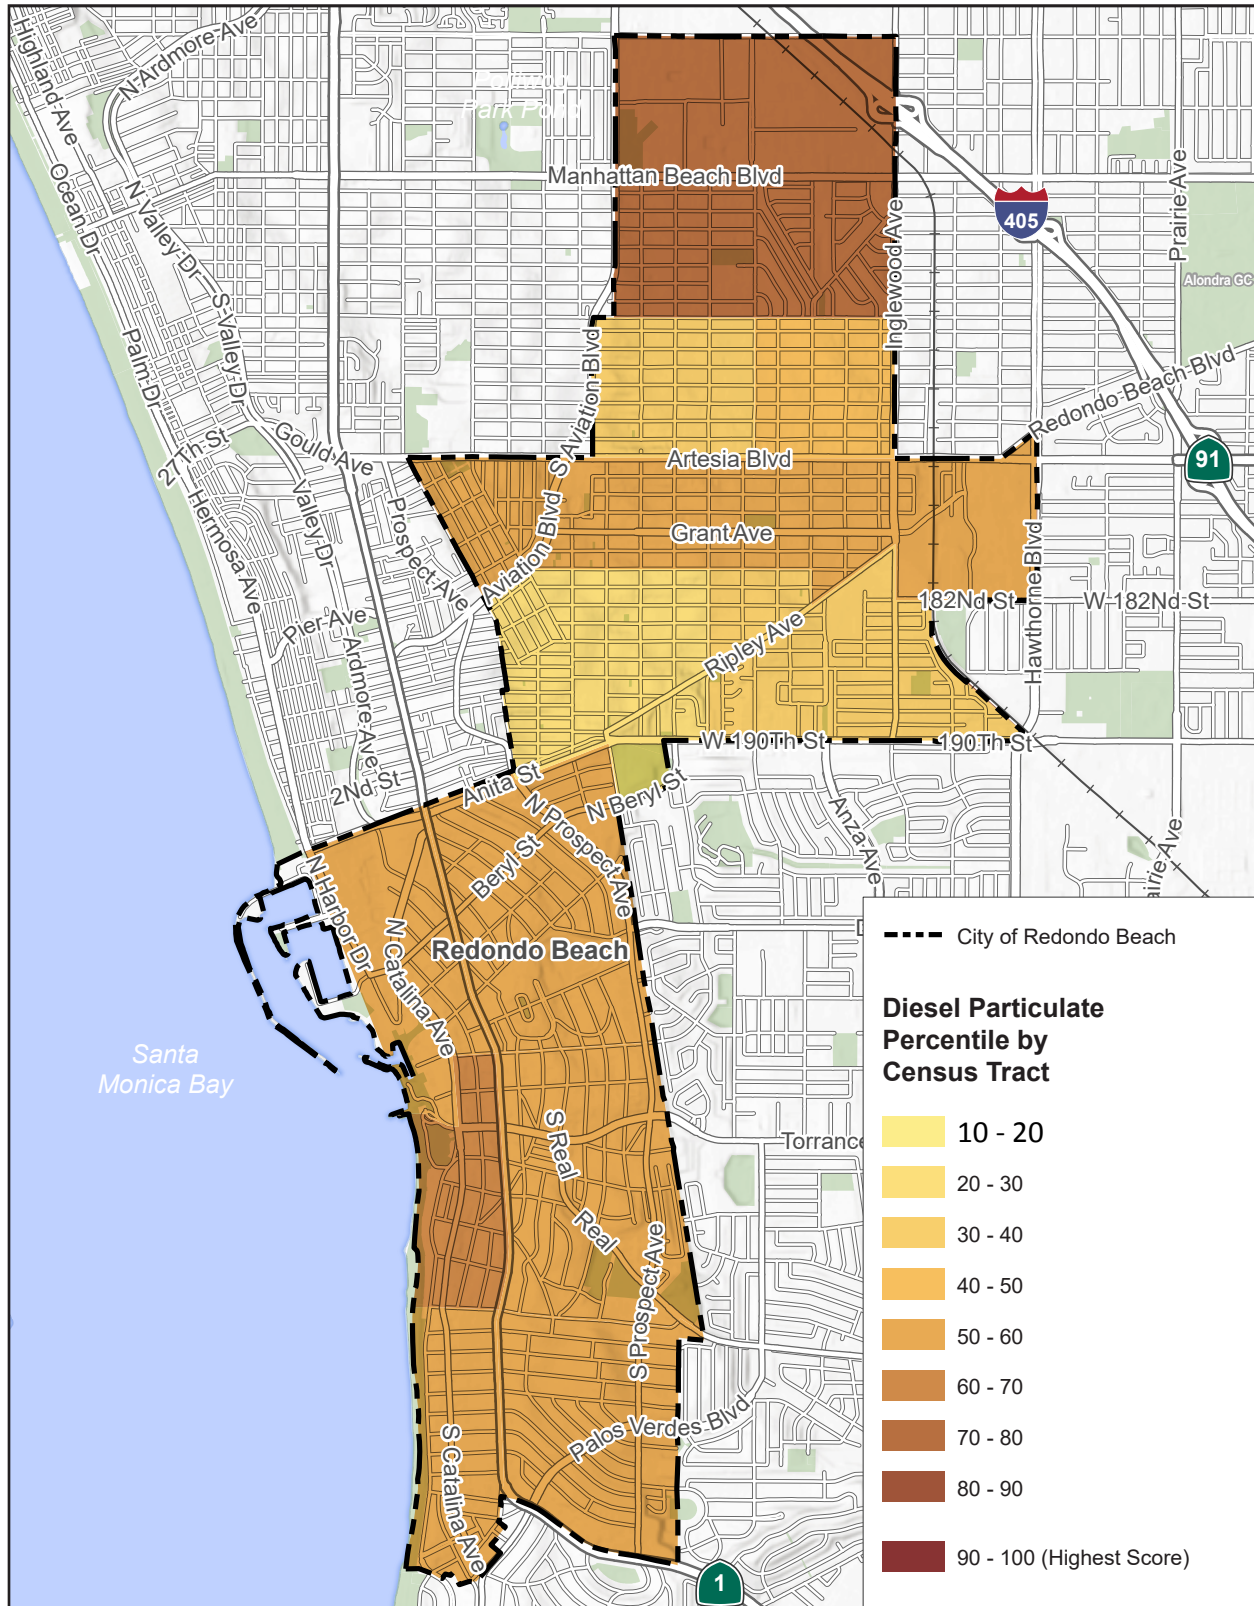 Highland Ave
N Ardmore Ave
Polliwog
Park Pond
Ocean Dr
N Valley Dr
Manhattan Beach Blvd
405
Prairie Ave
Alondra GC
Palm Dr
S Valley Dr
Inglewood Ave
S Aviation Blvd
Redondo Beach Blvd
27Th St
Gould Ave
Artesia Blvd
91
Hermosa Ave
Valley Dr
Prospect Ave
Aviation Blvd
Grant Ave
Hawthorne Blvd
Pier Ave
Ardmore Ave
182Nd St
W 182Nd St
Ripley Ave
2Nd St
Anita St
W 190Th St
190Th St
N Prospect Ave
N Beryl St
Beryl St
Anza Ave
airie Ave
N Harbor Dr
N Catalina Ave
Redondo Beach
Santa
Monica Bay
S Real
Real
Torrance
S Prospect Ave
Palos Verdes Blvd
S Catalina Ave
1
City of Redondo Beach
Diesel Particulate
Percentile by
Census Tract
10 - 20
20 - 30
30 - 40
40 - 50
50 - 60
60 - 70
70 - 80
80 - 90
90 - 100 (Highest Score)